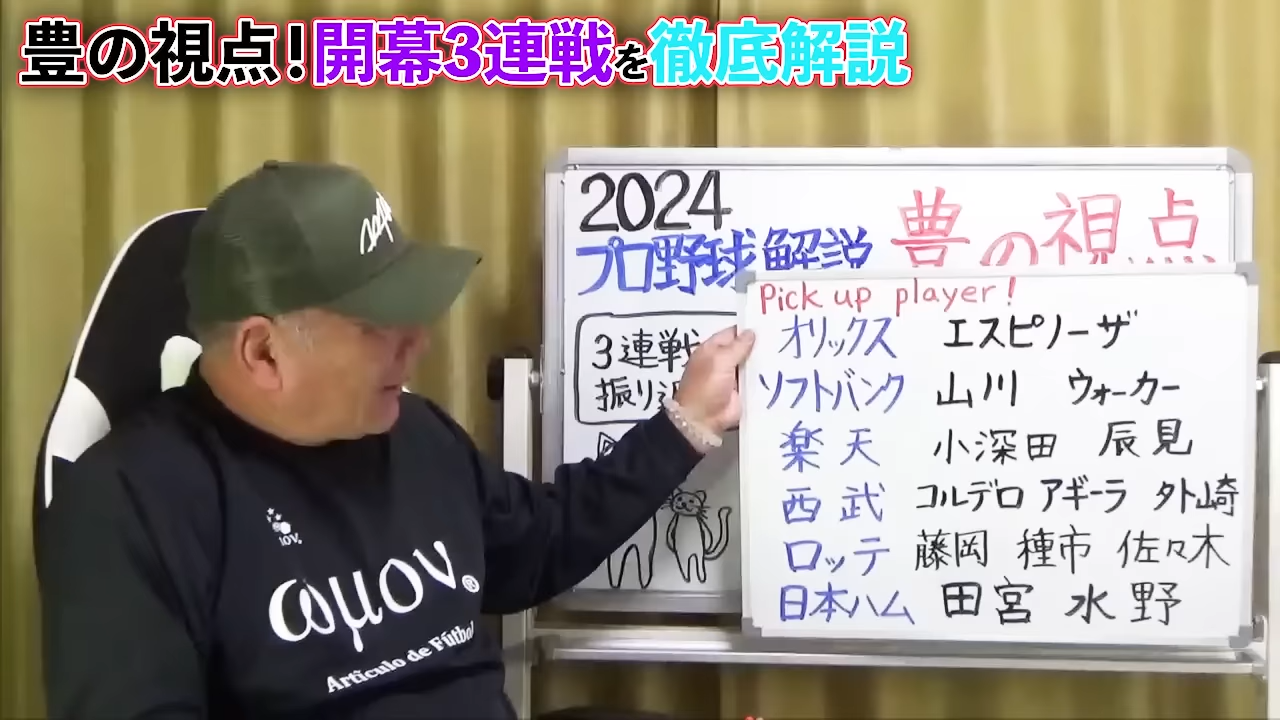 豊の視点!開幕3連戦を徹底解説
2024
プロ野球解説 豊の視点
3連戦
振り返
Pick up player!
オリックス エスピノーザ
ソフトバンク 山川 ウォーカー
楽天 小深田 辰見
西武 コルデロ アギーラ 外崎
ロッテ 藤岡 種市 佐々木
日本ハム 田宮 水野
IOV
ωμον®
Artículo de Fútbol